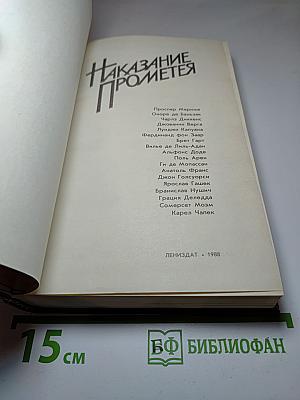 НАКАЗАНИЕ
ПРОМЕТЕЯ
Проспер Мериме
Оноре де Бальзак
Чарлз Диккенс
Джованни Верга
Луиджи Капуана
Фердинанд фон Заар
Брет Гарт
Вилье де Лиль-Адан
Альфонс Доде
Поль Арен
Ги де Мопассан
Анатоль Франс
Джон Голсуорси
Ярослав Гашек
Бранислав Нушич
Грация Деледда
Сомерсет Моэм
Карел Чапек
ЛЕНИЗДАТ • 1988
15 см
БФ БИБЛИОФАН